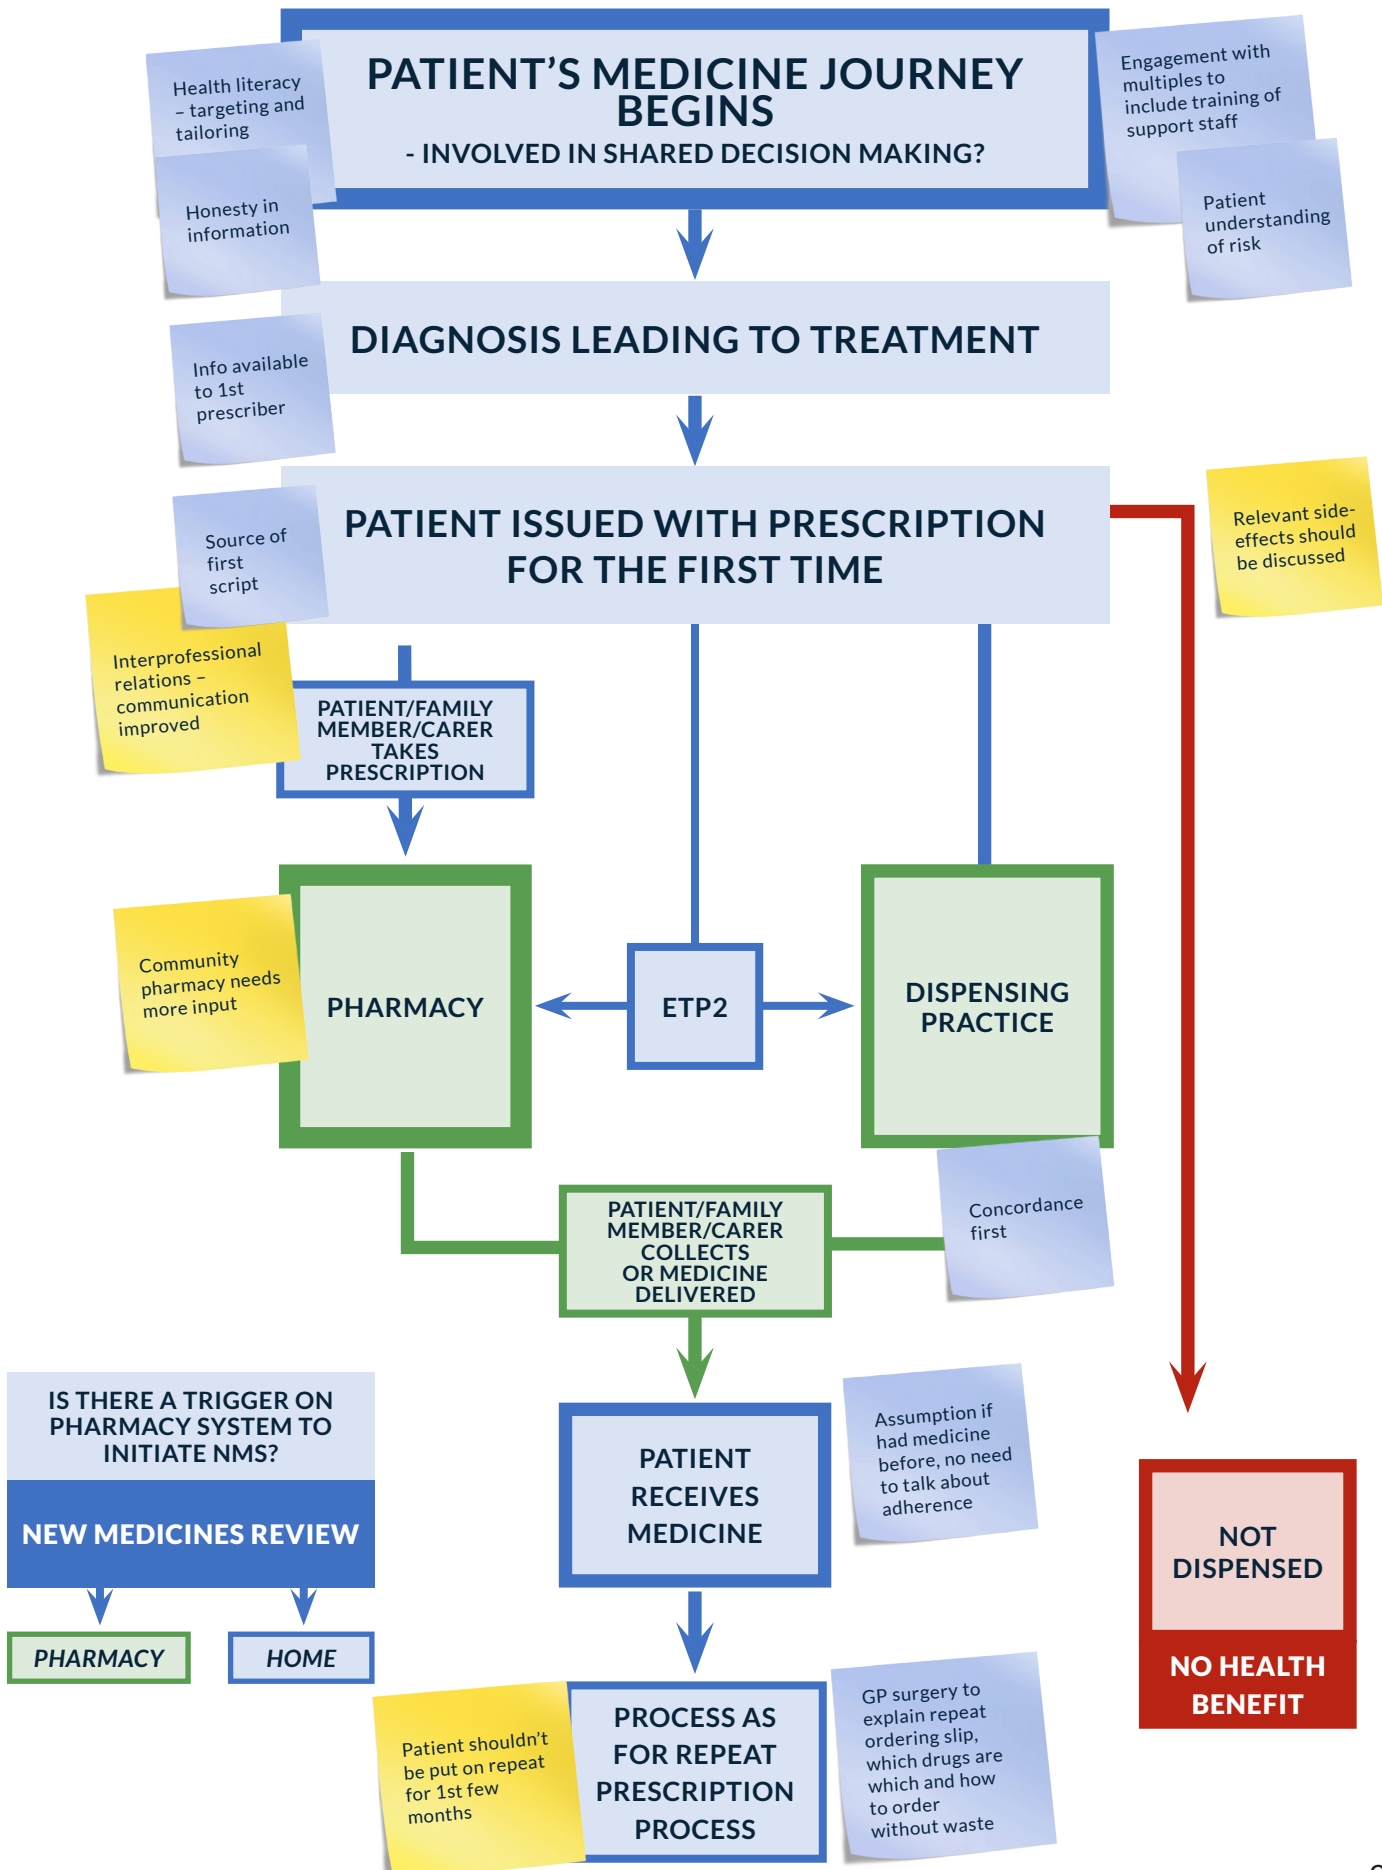 PATIENT’S MEDICINE JOURNEY
BEGINS
- INVOLVED IN SHARED DECISION MAKING?
Health literacy
– targeting and
tailoring
Honesty in
information
Engagement with
multiples to
include training of
support staff
Patient
understanding
of risk
DIAGNOSIS LEADING TO TREATMENT
Info available
to 1st
prescriber
PATIENT ISSUED WITH PRESCRIPTION
FOR THE FIRST TIME
Source of
first
script
Relevant side-
effects should
be discussed
Interprofessional
relations –
communication
improved
PATIENT/FAMILY
MEMBER/CARER
TAKES
PRESCRIPTION
Community
pharmacy needs
more input
PHARMACY
ETP2
DISPENSING
PRACTICE
Concordance
first
PATIENT/FAMILY
MEMBER/CARER
COLLECTS
OR MEDICINE
DELIVERED
IS THERE A TRIGGER ON
PHARMACY SYSTEM TO
INITIATE NMS?
NEW MEDICINES REVIEW
PHARMACY
HOME
PATIENT
RECEIVES
MEDICINE
Assumption if
had medicine
before, no need
to talk about
adherence
NOT
DISPENSED
NO HEALTH
BENEFIT
Patient shouldn’t
be put on repeat
for 1st few
months
PROCESS AS
FOR REPEAT
PRESCRIPTION
PROCESS
GP surgery to
explain repeat
ordering slip,
which drugs are
which and how
to order
without waste